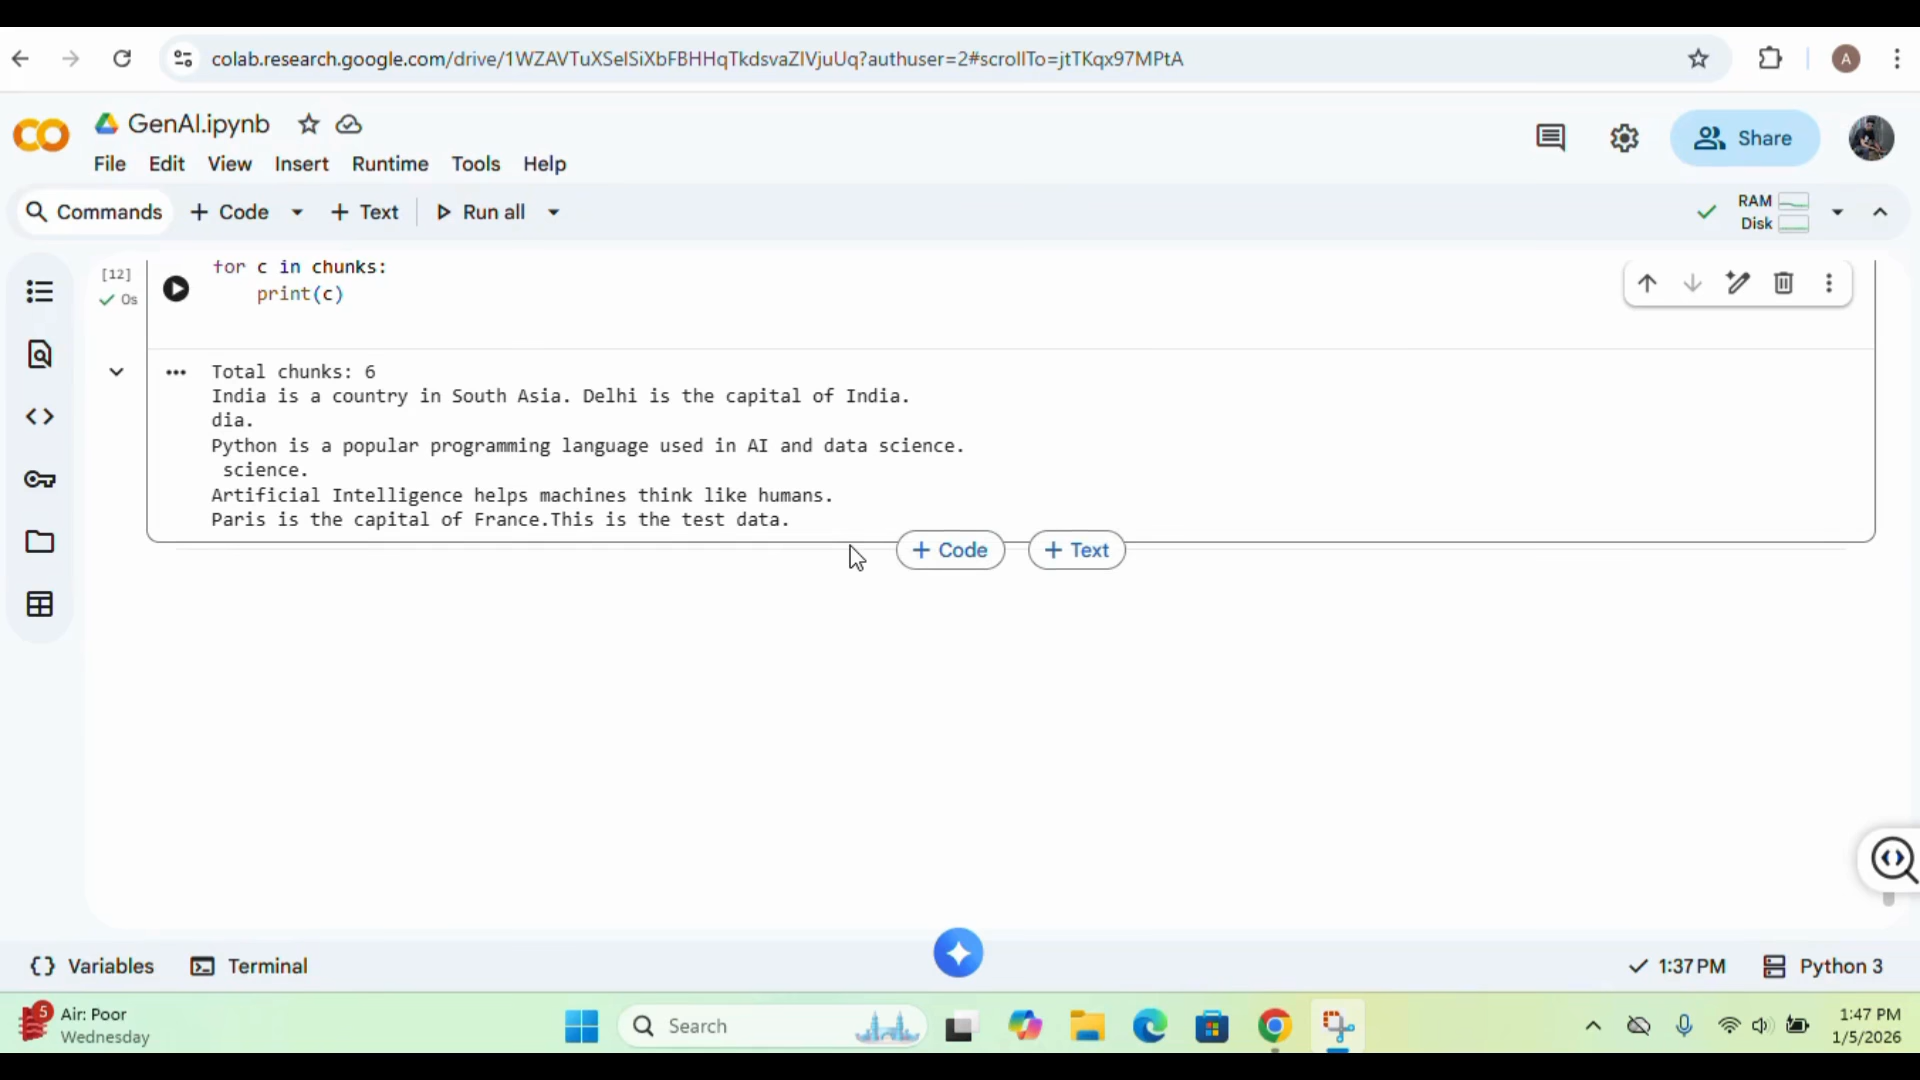 colab.research.google.com/drive/1WZAVTuXSelSiXbFBHHqTkdsvaZlVjuUq?authuser=2#scrollTo=jtTKqx97MPtA
A
CO
GenAI.ipynb
File Edit View Insert Runtime Tools Help
Share
Commands + Code + Text Run all
RAM
Disk
[12]
0s
for c in chunks:
print(c)
Total chunks: 6
India is a country in South Asia. Delhi is the capital of India.
dia.
Python is a popular programming language used in AI and data science.
science.
Artificial Intelligence helps machines think like humans.
Paris is the capital of France.This is the test data.
+ Code + Text
{} Variables Terminal
1:37 PM Python 3
5
Air: Poor
Wednesday
Search
1:47 PM
1/5/2026